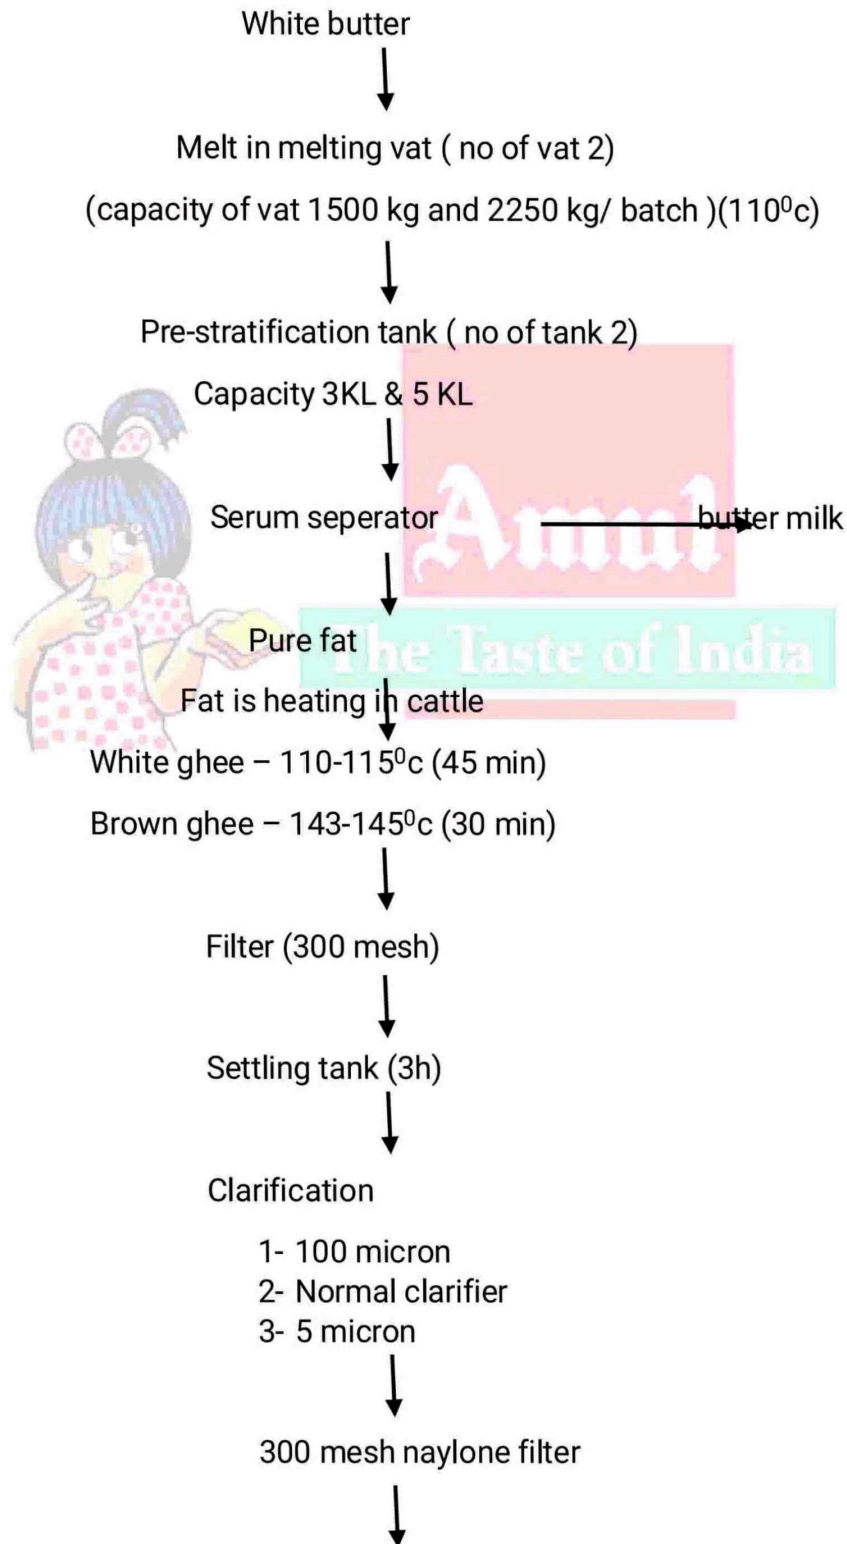 White butter
Melt in melting vat ( no of vat 2)
(capacity of vat 1500 kg and 2250 kg/ batch )(110⁰c)
Pre-stratification tank ( no of tank 2)
Capacity 3KL & 5 KL
Serum seperator
butter milk
Amul
Pure fat
The Taste of India
Fat is heating in cattle
White ghee – 110-115⁰c (45 min)
Brown ghee – 143-145⁰c (30 min)
Filter (300 mesh)
Settling tank (3h)
Clarification
1- 100 micron
2- Normal clarifier
3- 5 micron
300 mesh naylone filter